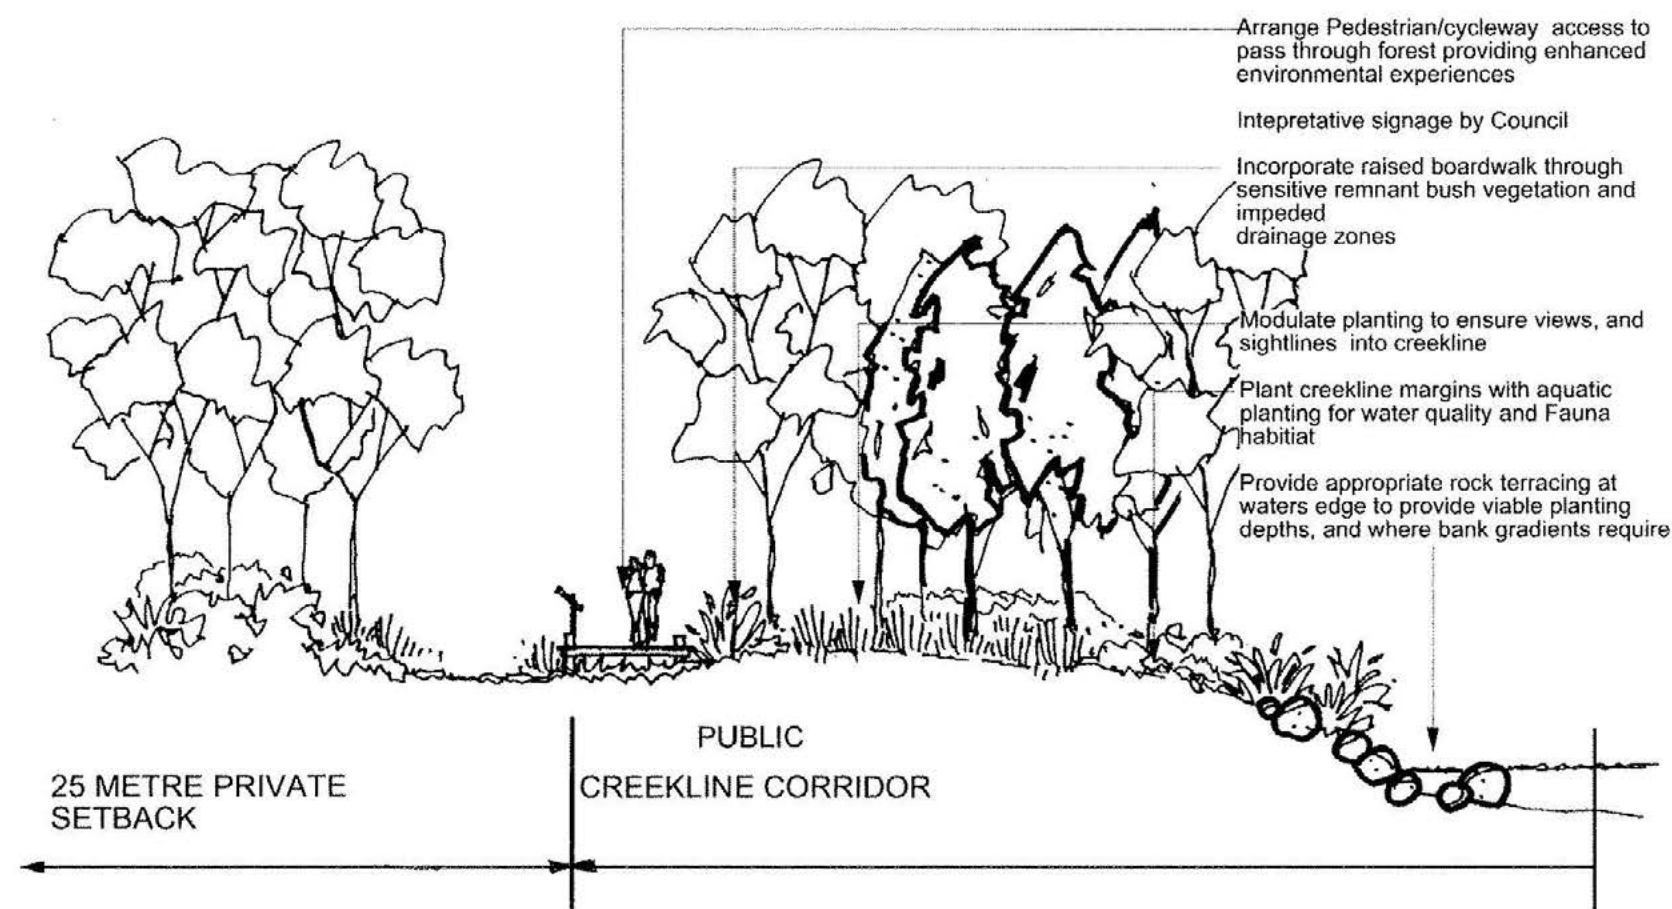 Arrange Pedestrian/cycleway access to
pass through forest providing enhanced
environmental experiences
Intepretative signage by Council
Incorporate raised boardwalk through
sensitive remnant bush vegetation and
impeded
drainage zones
Modulate planting to ensure views, and
sightlines into creekline
Plant creekline margins with aquatic
planting for water quality and Fauna
habitiat
Provide appropriate rock terracing at
waters edge to provide viable planting
depths, and where bank gradients require
PUBLIC
CREEKLINE CORRIDOR
25 METRE PRIVATE
SETBACK